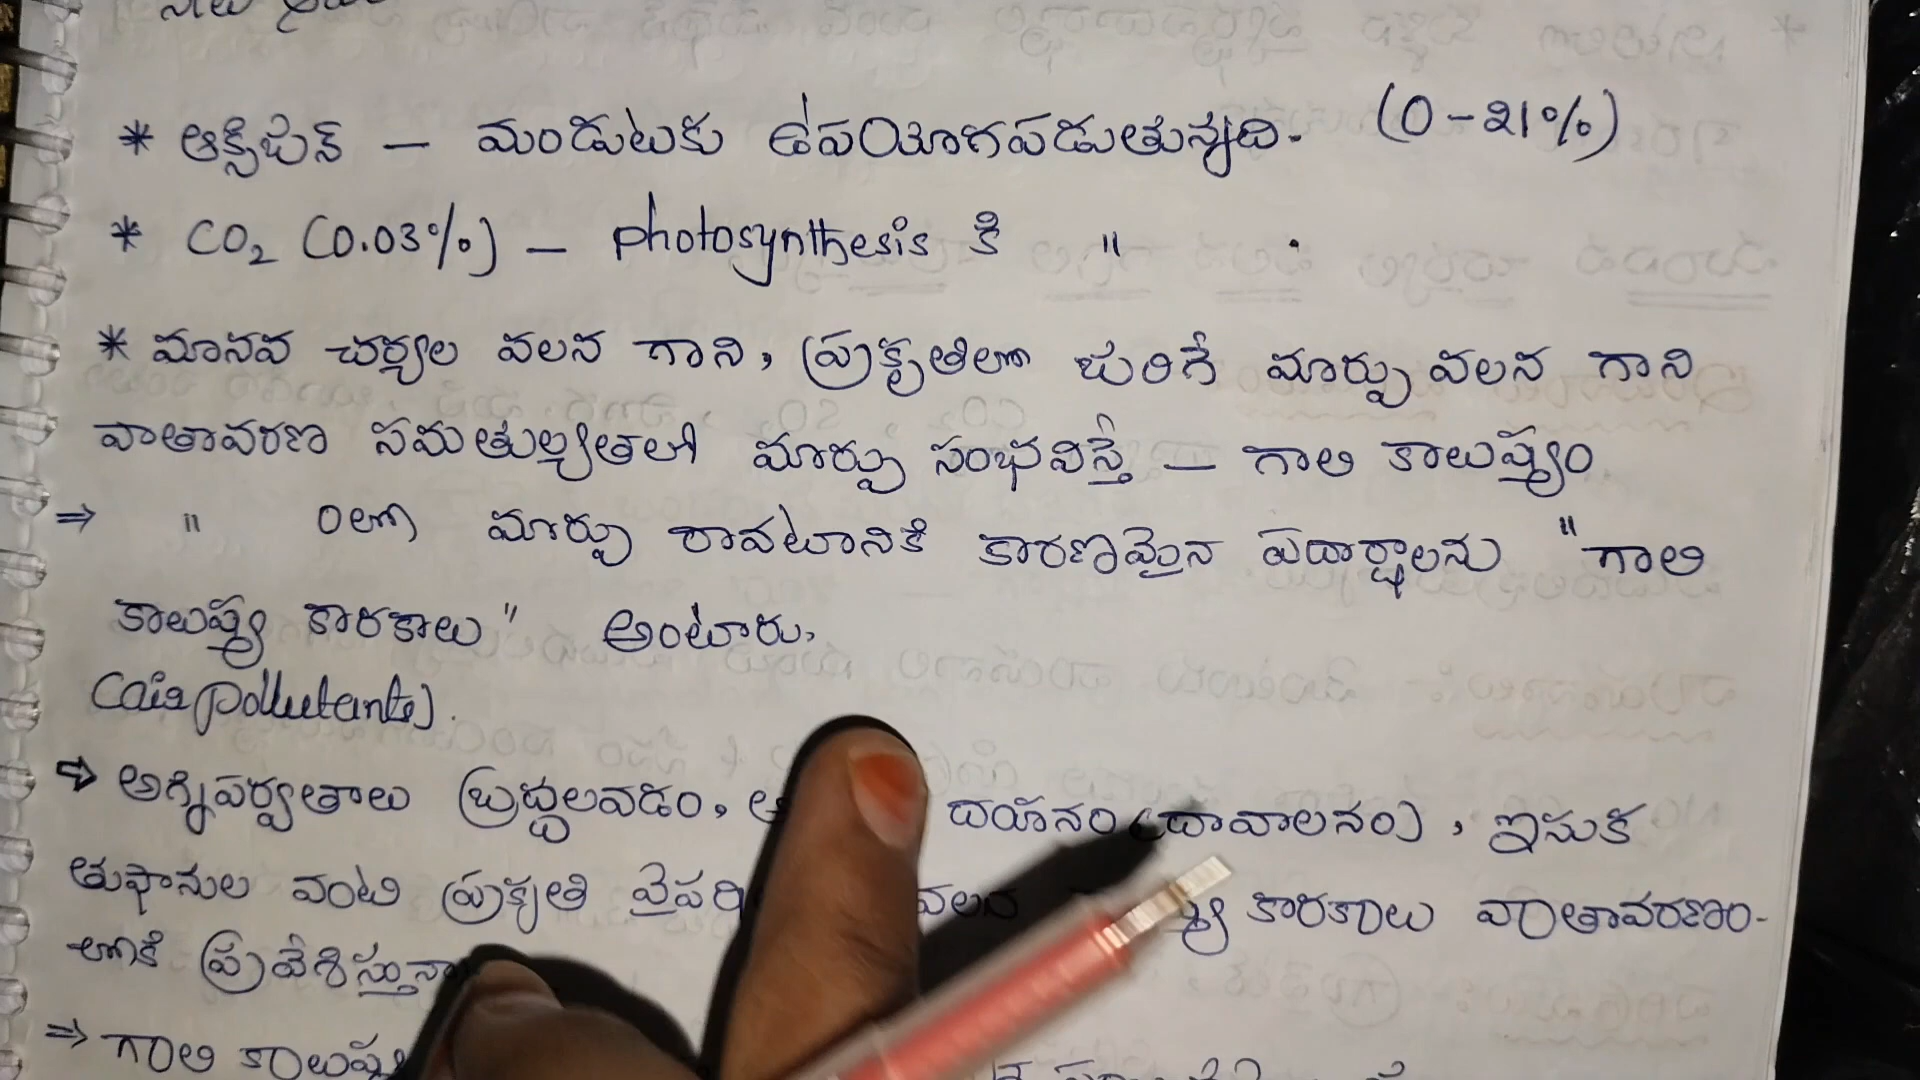 * ఆక్సిజన్ – మండుటకు ఉపయోగపడుతున్నది. (0-21%)
* CO₂ (0.03%) – photosynthesis కి " .
* మానవ చర్యల వలన గాని, ప్రకృతిలో జరిగే మార్పు వలన గాని
వాతావరణ సమతుల్యతలో మార్పు సంభవిస్తే – గాలి కాలుష్యం
⇒ " ంలో మార్పు రావటానికి కారణమైన పదార్థాలను "గాలి
కాలుష్య కారకాలు" అంటారు.
(air pollutants).
⇒ అగ్నిపర్వతాలు బ్రద్దలవడం, దహనం (దావాలనం), ఇసుక
తుఫానుల వంటి ప్రకృతి వలన కారకాలు వాతావరణం-
లోకి
⇒ గాలి